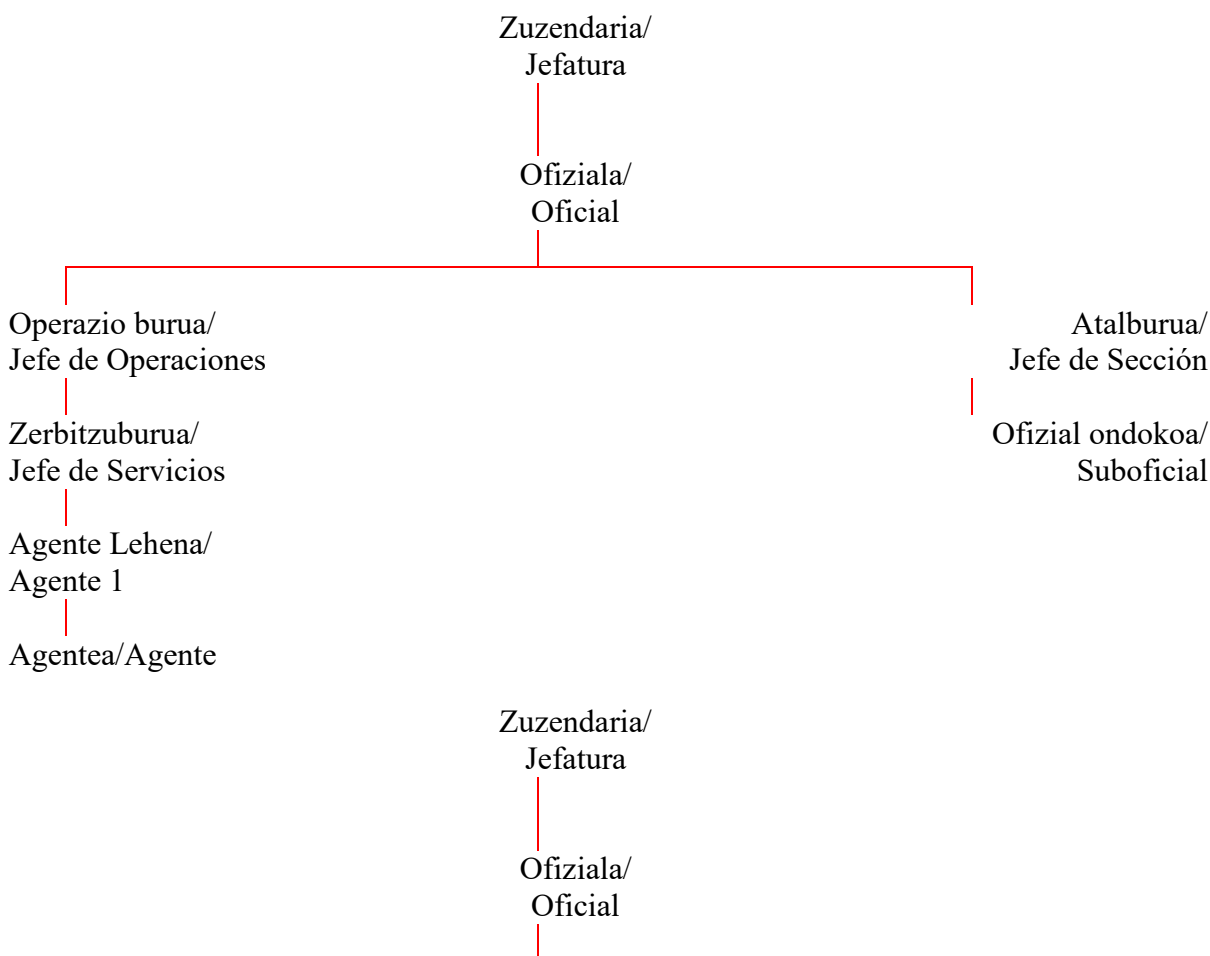 Zuzendaria/
Jefatura
Ofiziala/
Oficial
Operazio burua/
Jefe de Operaciones
Atalburua/
Jefe de Sección
Zerbitzuburua/
Jefe de Servicios
Ofizial ondokoa/
Suboficial
Agente Lehena/
Agente 1
Agentea/Agente
Zuzendaria/
Jefatura
Ofiziala/
Oficial